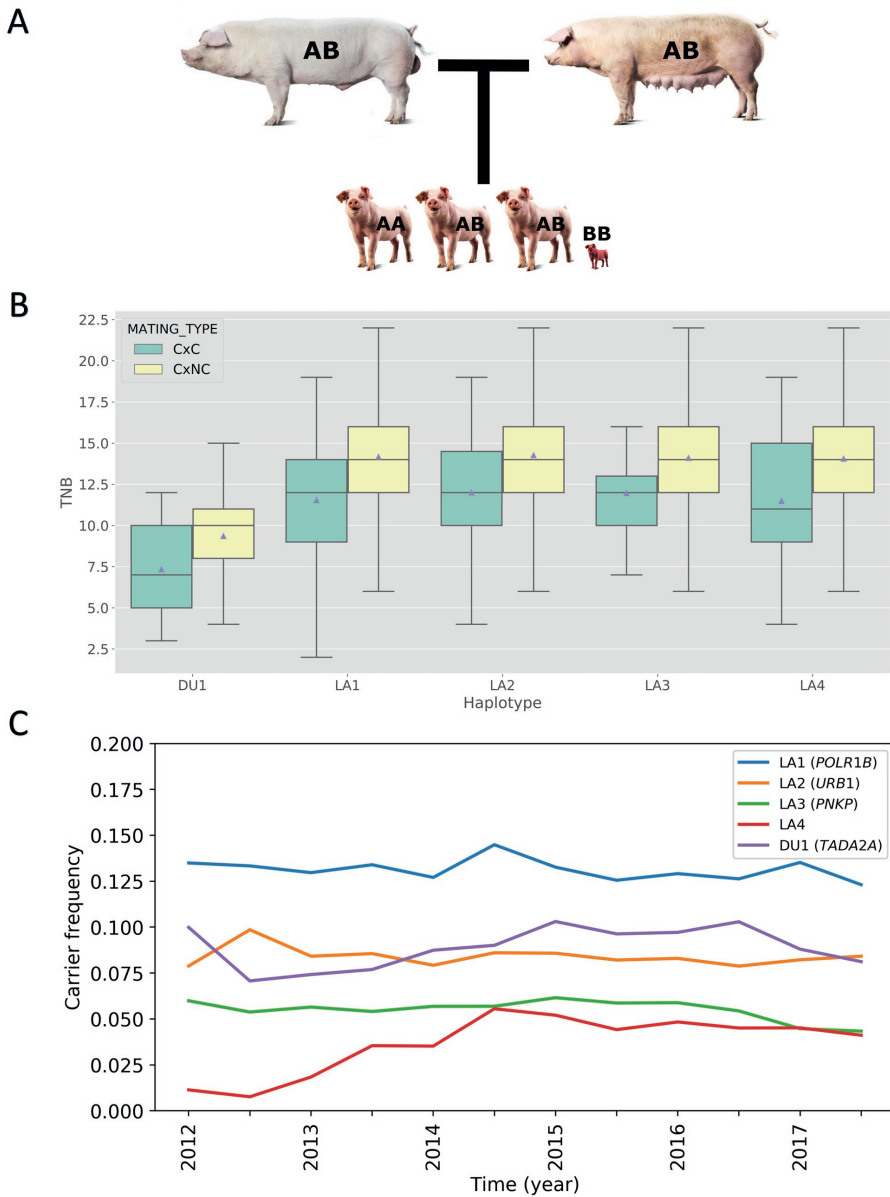 A
AB
AB
AA
AB
AB
BB
B
22.5
20.0
17.5
15.0
12.5
10.0
7.5
5.0
2.5
TNB
MATING_TYPE
CxC
CxNC
DU1
LA1
LA2
LA3
LA4
Haplotype
C
0.200
0.175
0.150
0.125
0.100
0.075
0.050
0.025
0.000
Carrier frequency
LA1 (POLR1B)
LA2 (URB1)
LA3 (PNKP)
LA4
DU1 (TADA2A)
2012
2013
2014
2015
2016
2017
Time (year)